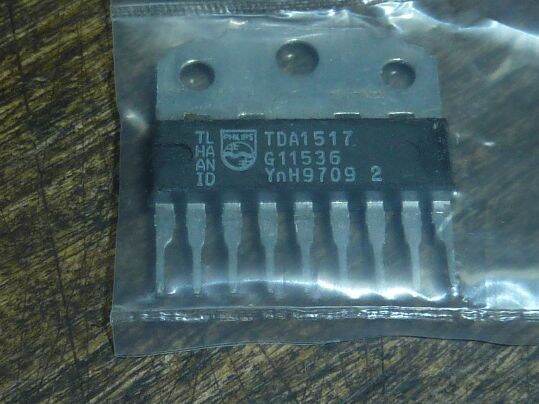 TL
HA
AN
ID
PHILIPS
TDA1517
G11536
YnH9709 2